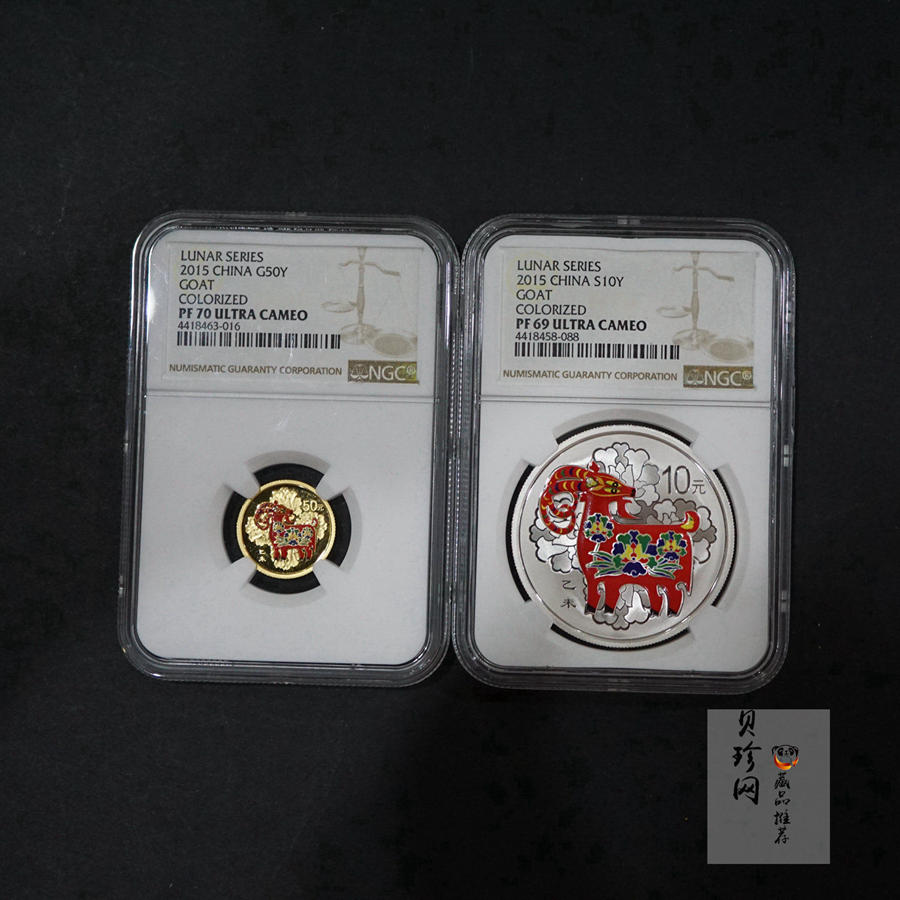 LUNAR SERIES
2015 CHINA G50Y
GOAT
COLORIZED
PF 70 ULTRA CAMEO
4418463-016
NUMISMATIC GUARANTY CORPORATION
NGC®
50元
乙未
LUNAR SERIES
2015 CHINA S10Y
GOAT
COLORIZED
PF 69 ULTRA CAMEO
4418458-088
NUMISMATIC GUARANTY CORPORATION
NGC®
10元
乙未
贝珍网
藏品推荐